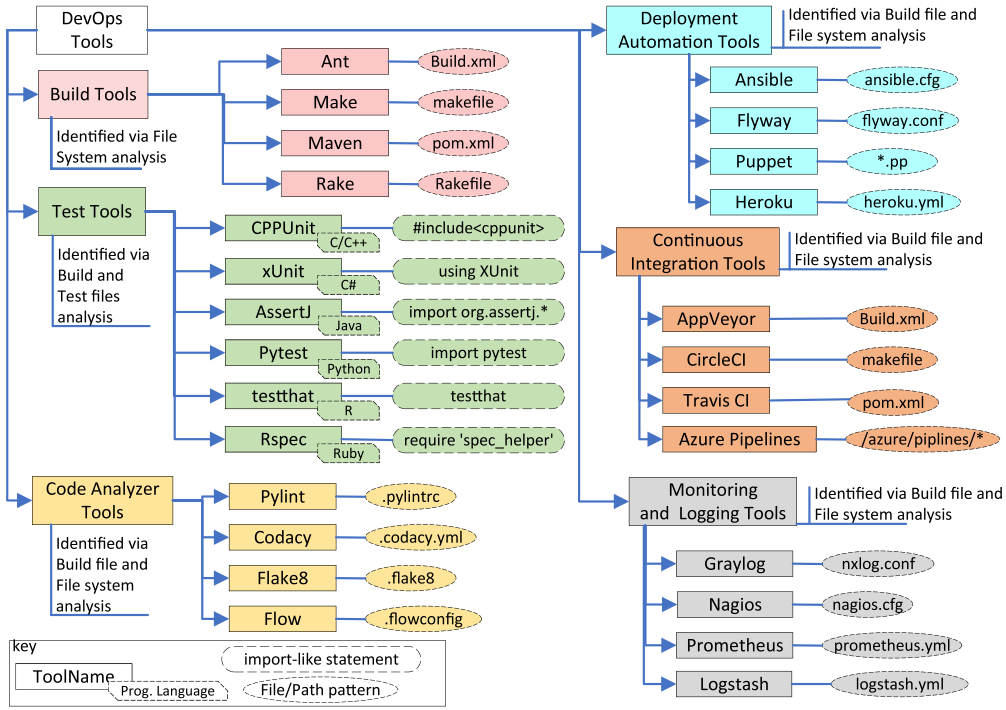 DevOps
Tools
Build Tools
Identified via File
System analysis
Ant
Build.xml
Make
makefile
Maven
pom.xml
Rake
Rakefile
Test Tools
Identified via
Build and
Test files
analysis
CPPUnit
C/C++
#include<cppunit>
xUnit
C#
using XUnit
AssertJ
Java
import org.assertj.*
Pytest
Python
import pytest
testthat
R
testthat
Rspec
Ruby
require 'spec_helper'
Code Analyzer
Tools
Identified via
Build file and
File system
analysis
Pylint
.pylintrc
Codacy
.codacy.yml
Flake8
.flake8
Flow
.flowconfig
Deployment
Automation Tools
Identified via Build file and
File system analysis
Ansible
ansible.cfg
Flyway
flyway.conf
Puppet
*.pp
Heroku
heroku.yml
Continuous
Integration Tools
Identified via Build file and
File system analysis
AppVeyor
Build.xml
CircleCI
makefile
Travis CI
pom.xml
Azure Pipelines
/azure/piplines/*
Monitoring
and Logging Tools
Identified via Build file and
File system analysis
Graylog
nxlog.conf
Nagios
nagios.cfg
Prometheus
prometheus.yml
Logstash
logstash.yml
key
ToolName
Prog. Language
import-like statement
File/Path pattern